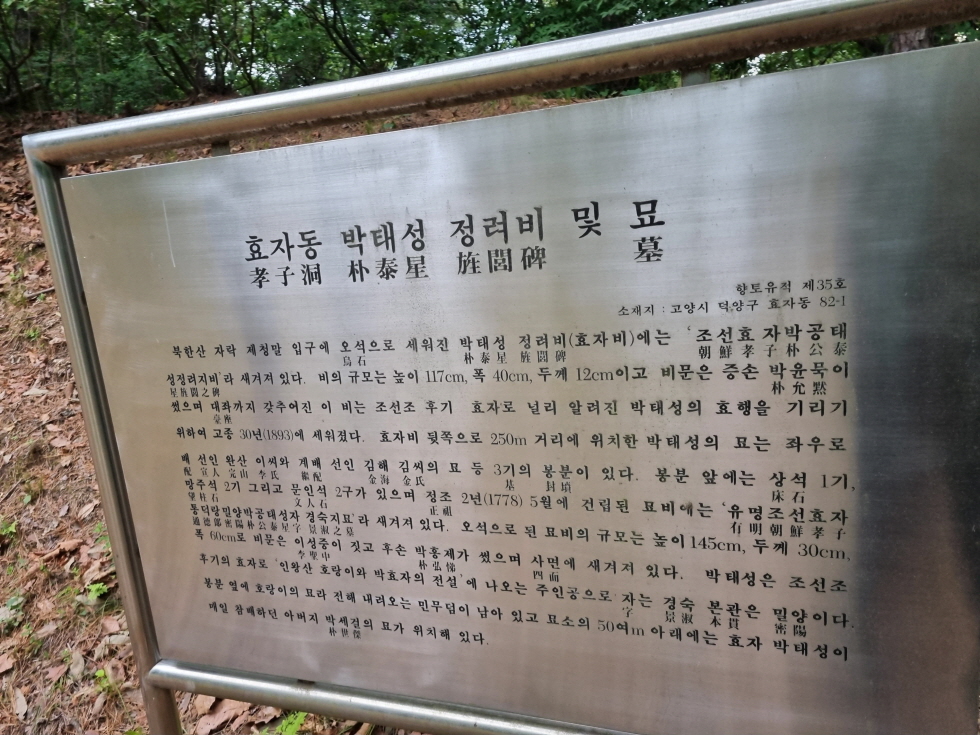 효자동 박태성 정려비 및 묘
孝子洞 朴泰星 旌閭碑 墓
향토유적 제35호
소재지 : 고양시 덕양구 효자동 82-1
북한산 자락 제청말 입구에 오석으로 세워진 박태성 정려비(효자비)에는 '조선효자박공태
烏石 朴泰星 旌閭碑 朝鮮孝子朴公泰
성정려지비'라 새겨져 있다. 비의 규모는 높이 117cm, 폭 40cm, 두께 12cm이고 비문은 증손 박윤묵이
星旌閭之碑 朴允黙
썼으며 대좌까지 갖추어진 이 비는 조선조 후기 효자로 널리 알려진 박태성의 효행을 기리기
臺座
위하여 고종 30년(1893)에 세워졌다. 효자비 뒷쪽으로 250m 거리에 위치한 박태성의 묘는 좌우로
배 선인 완산 이씨와 계배 선인 김해 김씨의 묘 등 3기의 봉분이 있다. 봉분 앞에는 상석 1기,
配 宣人 完山 李氏 繼配 金海 金氏 基 封墳 床石
망주석 2기 그리고 문인석 2구가 있으며 정조 2년(1778) 5월에 건립된 묘비에는 '유명조선효자
望柱石 文人石 正祖 有明朝鮮孝子
통덕랑밀양박공태성자 경숙지묘'라 새겨져 있다. 오석으로 된 묘비의 규모는 높이 145cm, 두께 30cm,
通德郞密陽朴公泰星字 景淑之墓
폭 60cm로 비문은 이성중이 짓고 후손 박홍제가 썼으며 사면에 새겨져 있다. 박태성은 조선조
李聖中 朴弘悌 四面
후기의 효자로 '인왕산 호랑이와 박효자의 전설'에 나오는 주인공으로 자는 경숙 본관은 밀양이다.
字 景淑 本貫 密陽
봉분 옆에 호랑이의 묘라 전해 내려오는 민무덤이 남아 있고 묘소의 50여m 아래에는 효자 박태성이
매일 참배하던 아버지 박세걸의 묘가 위치해 있다.
朴世傑